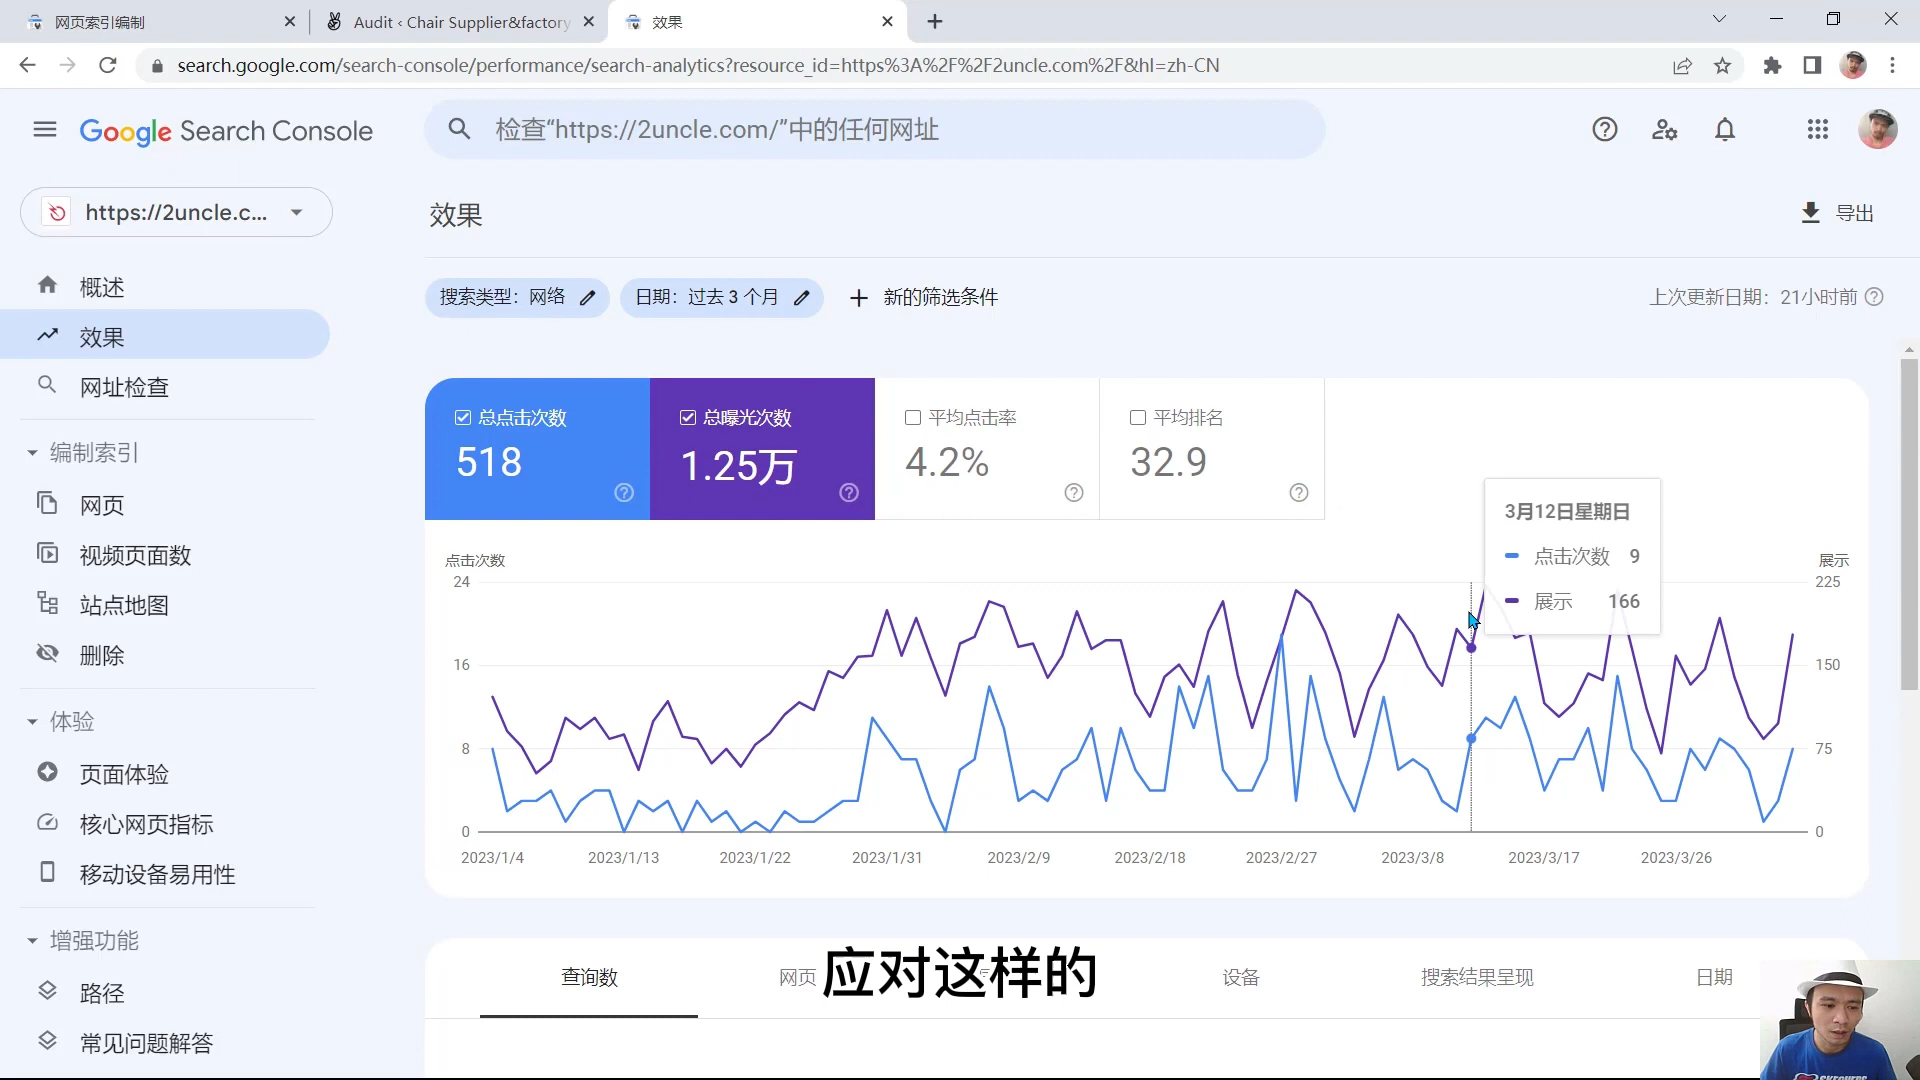 网页索引编制
Audit ‹ Chair Supplier&factory
效果
search.google.com/search-console/performance/search-analytics?resource_id=https%3A%2F%2F2uncle.com%2F&hl=zh-CN
Google Search Console
检查“https://2uncle.com/”中的任何网址
https://2uncle.c...
效果
导出
概述
效果
网址检查
编制索引
网页
视频页面数
站点地图
删除
体验
页面体验
核心网页指标
移动设备易用性
增强功能
路径
常见问题解答
搜索类型：网络
日期：过去 3 个月
新的筛选条件
上次更新日期：21小时前
总点击次数
518
总曝光次数
1.25万
平均点击率
4.2%
平均排名
32.9
3月12日星期日
点击次数 9
展示 166
点击次数
展示
24
225
16
150
8
75
0
0
2023/1/4 2023/1/13 2023/1/22 2023/1/31 2023/2/9 2023/2/18 2023/2/27 2023/3/8 2023/3/17 2023/3/26
查询数
网页
设备
搜索结果呈现
日期
应对这样的
SKECHERS